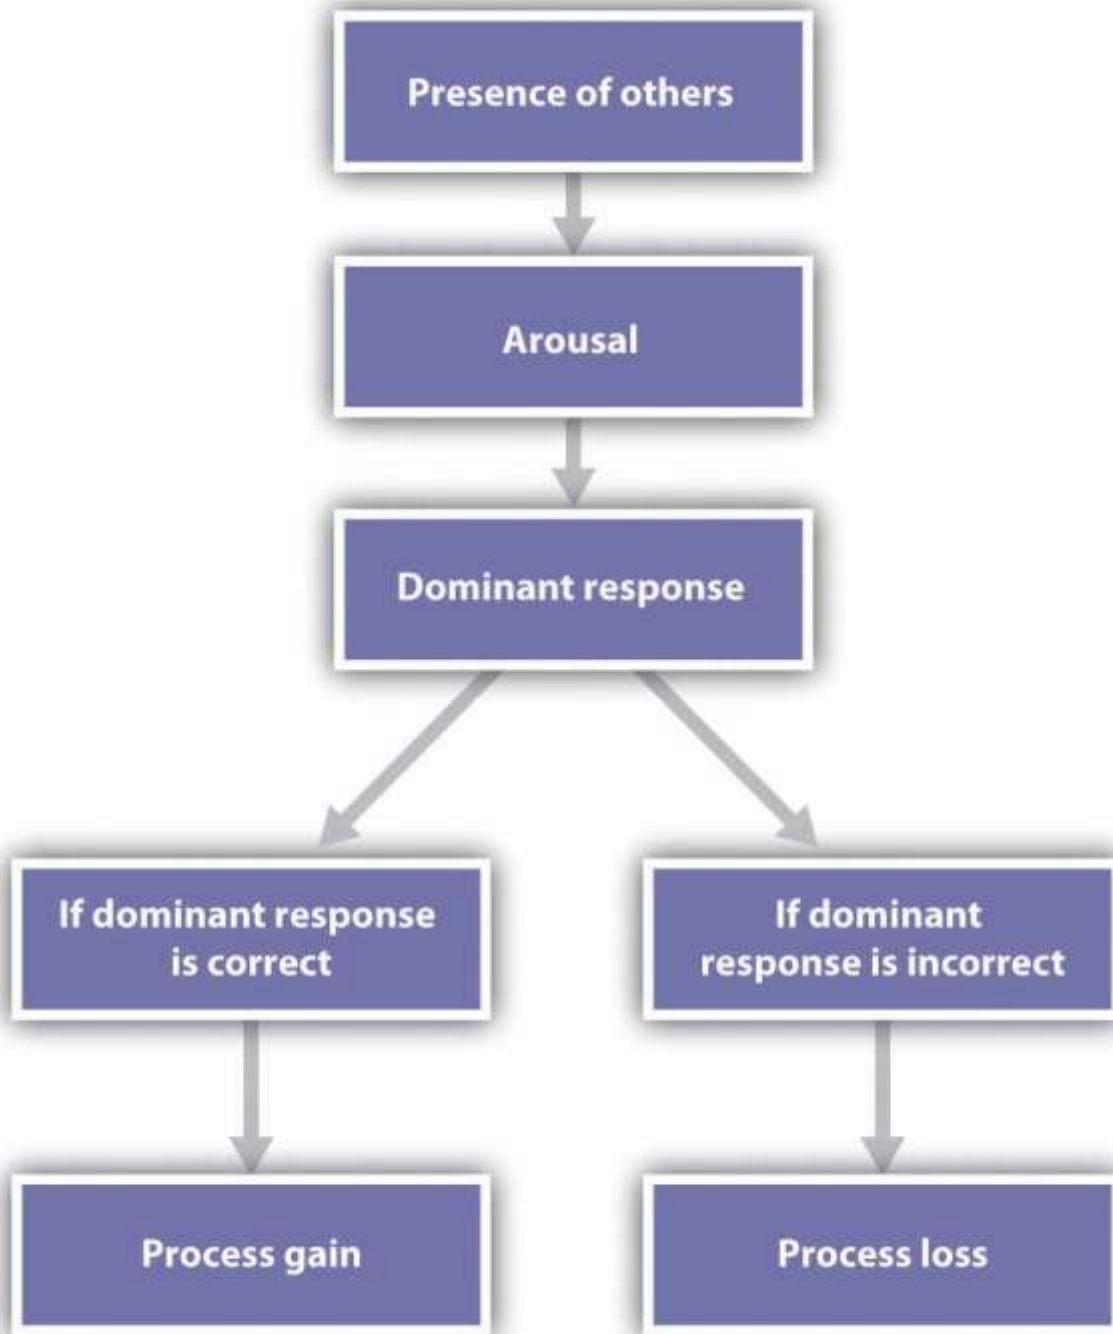 Presence of others
Arousal
Dominant response
If dominant response
is correct
If dominant
response is incorrect
Process gain
Process loss